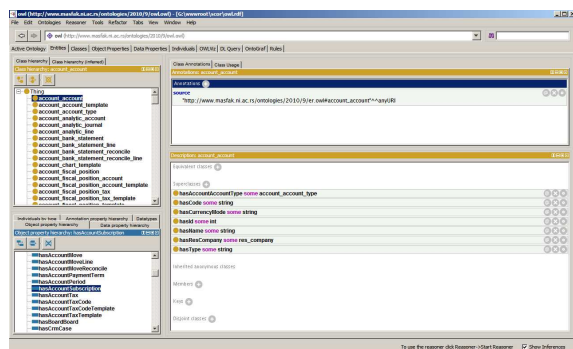 owl (http://www.masfak.ni.ac.rs/ontologies/2010/9/owl.owl) - [G:\wwwroot\scor\owl.rdf]
File Edit Ontologies Reasoner Tools Refactor Tabs View Window Help
owl (http://www.masfak.ni.ac.rs/ontologies/2010/9/owl.owl)
Active Ontology Entities Classes Object Properties Data Properties Individuals OWLViz DL Query OntoGraf Rules
Class hierarchy Class hierarchy (inferred)
Class hierarchy: account_account
Thing
account_account
account_account_template
account_account_type
account_analytic_account
account_analytic_journal
account_analytic_line
account_bank_statement
account_bank_statement_line
account_bank_statement_reconcile
account_bank_statement_reconcile_line
account_chart_template
account_fiscal_position
account_fiscal_position_account
account_fiscal_position_account_template
account_fiscal_position_tax
account_fiscal_position_tax_template
account_fiscal_position_template
Individuals by type Annotation property hierarchy Datatypes
Object property hierarchy Data property hierarchy
Object property hierarchy: hasAccountSubscription
hasAccountMove
hasAccountMoveLine
hasAccountMoveReconcile
hasAccountPaymentTerm
hasAccountPeriod
hasAccountSubscription
hasAccountTax
hasAccountTaxCode
hasAccountTaxCodeTemplate
hasAccountTaxTemplate
hasBoardBoard
hasCrmCase
Class Annotations Class Usage
Annotations: account_account
Annotations
source
"http://www.masfak.ni.ac.rs/ontologies/2010/9/er.owl#account_account"^^anyURI
Description: account_account
Equivalent classes
Superclasses
hasAccountAccountType some account_account_type
hasCode some string
hasCurrencyMode some string
hasId some int
hasName some string
hasResCompany some res_company
hasType some string
Inherited anonymous classes
Members
Keys
Disjoint classes
To use the reasoner click Reasoner->Start Reasoner Show Inferences